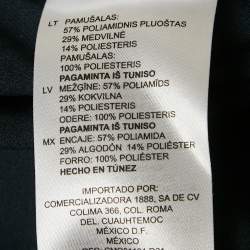 LT PAMUŠALAS:
57% POLIAMIDNIS PLUOŠTAS
29% MEDVILNĖ
14% POLIESTERIS
PAMUŠALAS:
100% POLIESTERIS
PAGAMINTA IŠ TUNISO
LV MEŽĢĪNE: 57% POLIAMĪDS
29% KOKVILNA
14% POLIESTERIS
ODERE: 100% POLIESTERIS
PAGAMINTA IŠ TUNISO
MX ENCAJE: 57% POLIAMIDA
29% ALGODÓN 14% POLIÉSTER
FORRO: 100% POLIÉSTER
HECHO EN TÚNEZ
IMPORTADO POR:
COMERCIALIZADORA 1888, SA DE CV
COLIMA 366, COL. ROMA
DEL. CUAUHTEMOC
MÉXICO D.F.
MÉXICO